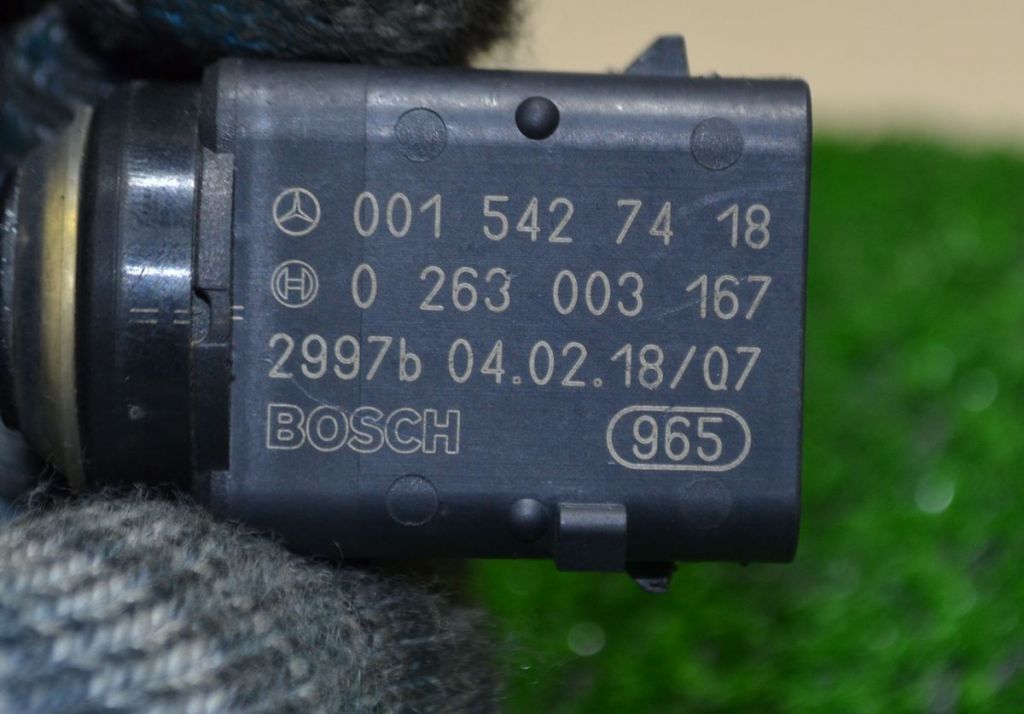 001 542 74 18
0 263 003 167
2997b 04.02.18/07
BOSCH 965